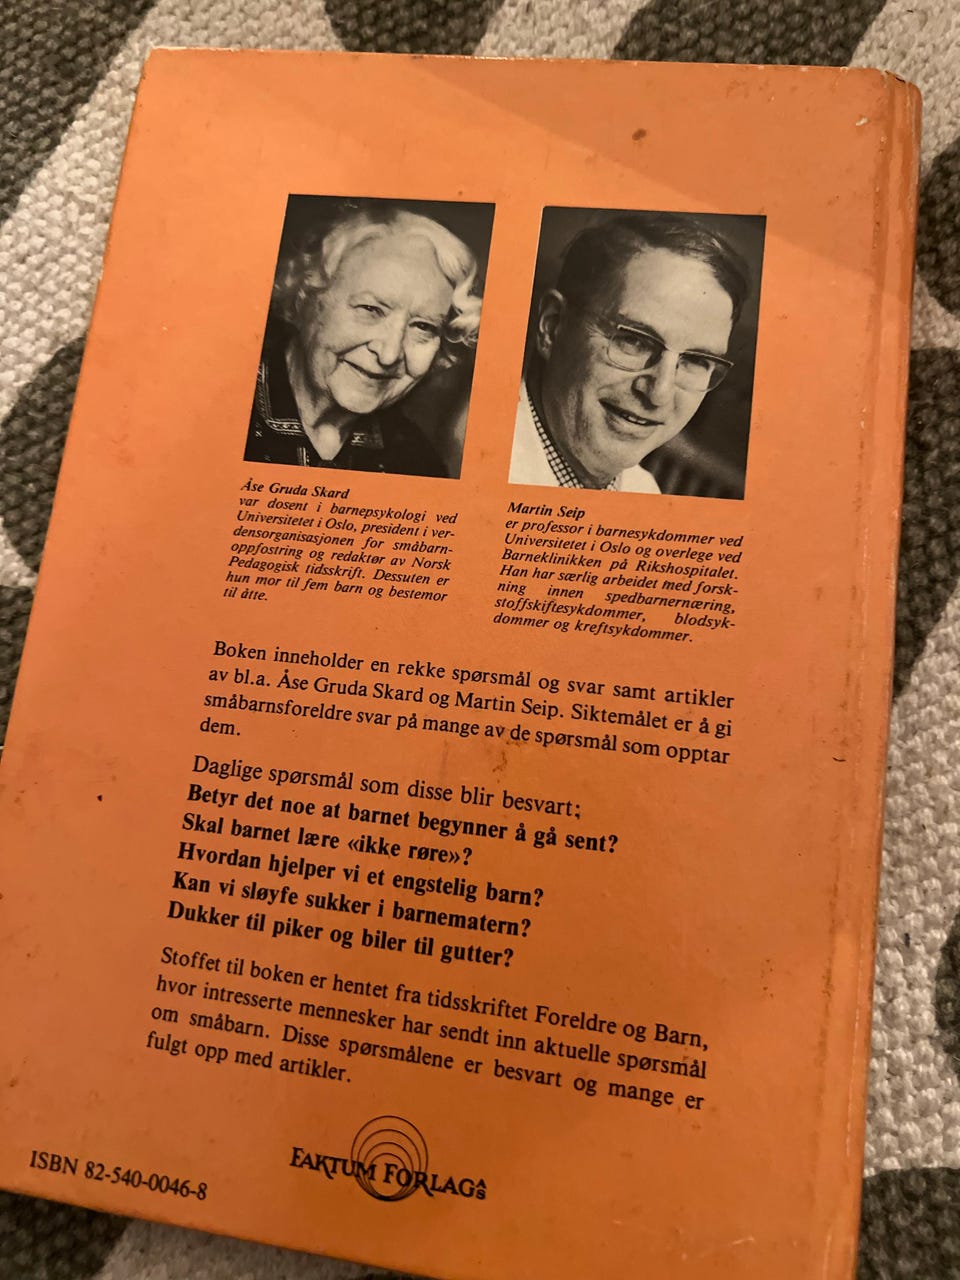 Åse Gruda Skard
var dosent i barnepsykologi ved
Universitetet i Oslo, president i ver-
densorganisasjonen for småbarn-
oppfostring og redaktør av Norsk
Pedagogisk tidsskrift. Dessuten er
hun mor til fem barn og bestemor
til åtte.
Martin Seip
er professor i barnesykdommer ved
Universitetet i Oslo og overlege ved
Barneklinikken på Rikshospitalet.
Han har særlig arbeidet med forsk-
ning innen spedbarnernæring,
stoffskiftesykdommer, blodsyk-
dommer og kreftsykdommer.
Boken inneholder en rekke spørsmål og svar samt artikler
av bl.a. Åse Gruda Skard og Martin Seip. Siktemålet er å gi
småbarnsforeldre svar på mange av de spørsmål som opptar
dem.
Daglige spørsmål som disse blir besvart;
Betyr det noe at barnet begynner å gå sent?
Skal barnet lære «ikke røre»?
Hvordan hjelper vi et engstelig barn?
Kan vi sløyfe sukker i barnematern?
Dukker til piker og biler til gutter?
Stoffet til boken er hentet fra tidsskriftet Foreldre og Barn,
hvor intresserte mennesker har sendt inn aktuelle spørsmål
om småbarn. Disse spørsmålene er besvart og mange er
fulgt opp med artikler.
FAKTUM FORLAG AS
ISBN 82-540-0046-8